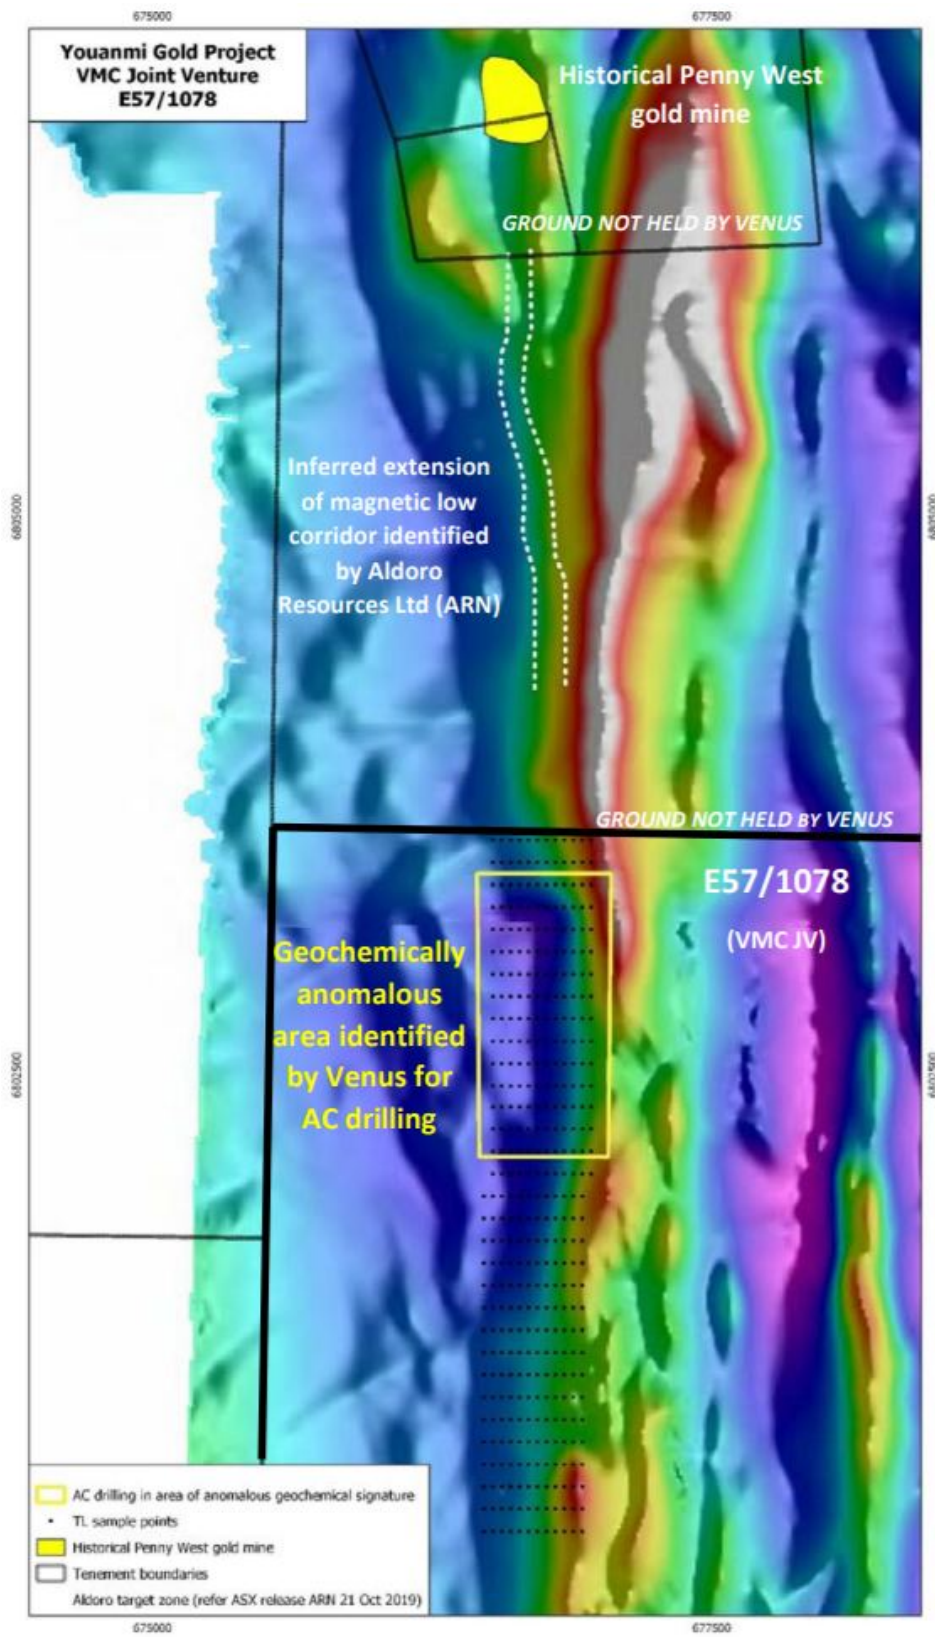 675000
677500
Youanmi Gold Project
VMC Joint Venture
E57/1078
Historical Penny West
gold mine
GROUND NOT HELD BY VENUS
Inferred extension
of magnetic low
corridor identified
by Aldoro
Resources Ltd (ARN)
6805000
6805000
GROUND NOT HELD BY VENUS
E57/1078
(VMC JV)
Geochemically
anomalous
area identified
by Venus for
AC drilling
6802500
6802500
AC drilling in area of anomalous geochemical signature
TL sample points
Historical Penny West gold mine
Tenement boundaries
Aldoro target zone (refer ASX release ARN 21 Oct 2019)
675000
677500